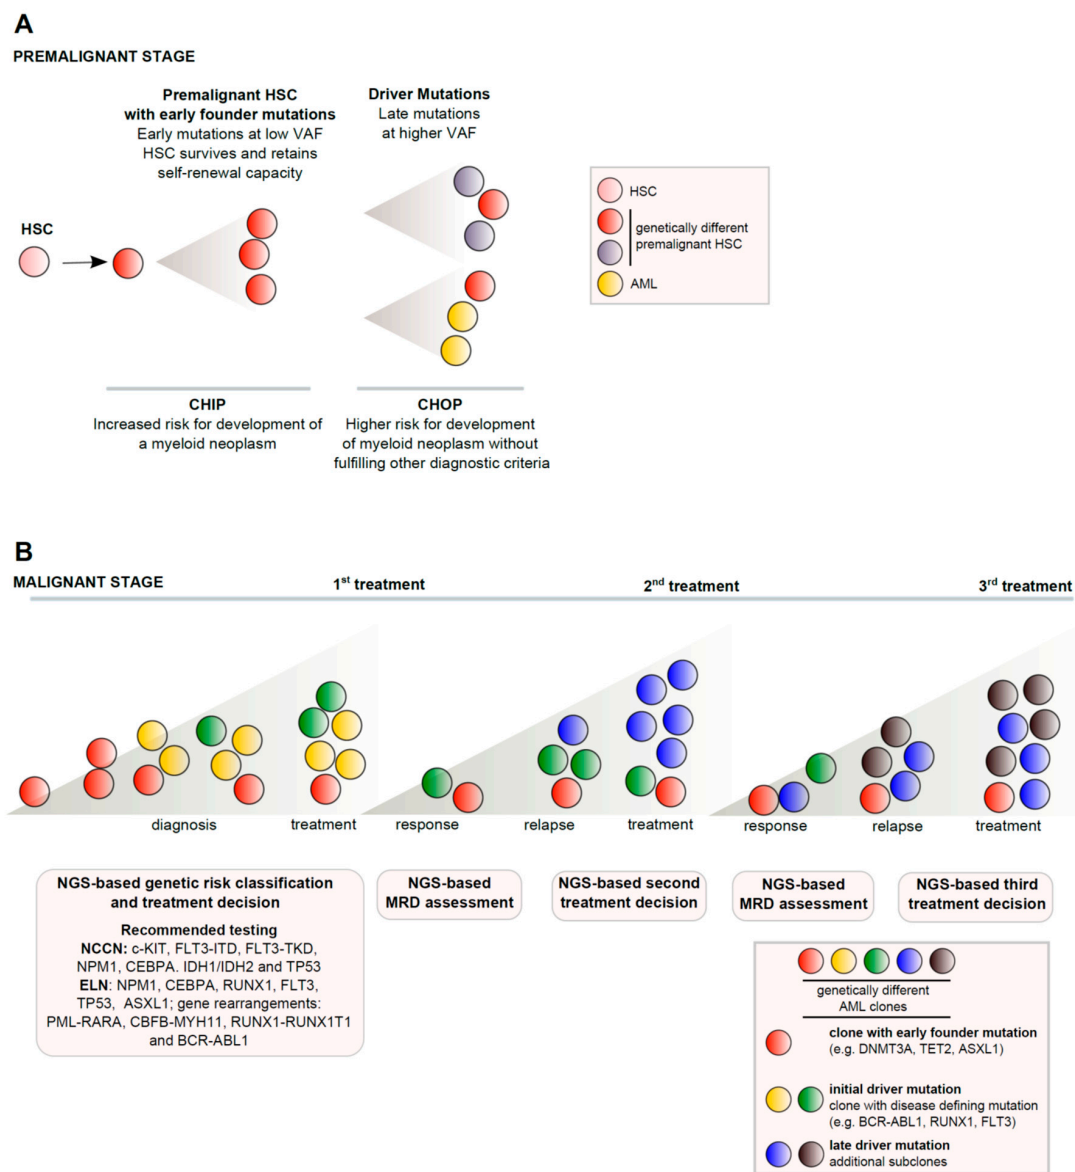 A
PREMALIGNANT STAGE
Premalignant HSC
with early founder mutations
Early mutations at low VAF
HSC survives and retains
self-renewal capacity
Driver Mutations
Late mutations
at higher VAF
HSC
HSC
genetically different
premalignant HSC
AML
CHIP
Increased risk for development of
a myeloid neoplasm
CHOP
Higher risk for development
of myeloid neoplasm without
fulfilling other diagnostic criteria
B
MALIGNANT STAGE
1st treatment
2nd treatment
3rd treatment
diagnosis
treatment
response
relapse
treatment
response
relapse
treatment
NGS-based genetic risk classification
and treatment decision
Recommended testing
NCCN: c-KIT, FLT3-ITD, FLT3-TKD,
NPM1, CEBPA. IDH1/IDH2 and TP53
ELN: NPM1, CEBPA, RUNX1, FLT3,
TP53, ASXL1; gene rearrangements:
PML-RARA, CBFB-MYH11, RUNX1-RUNX1T1
and BCR-ABL1
NGS-based
MRD assessment
NGS-based second
treatment decision
NGS-based
MRD assessment
NGS-based third
treatment decision
genetically different
AML clones
clone with early founder mutation
(e.g. DNMT3A, TET2, ASXL1)
initial driver mutation
clone with disease defining mutation
(e.g. BCR-ABL1, RUNX1, FLT3)
late driver mutation
additional subclones